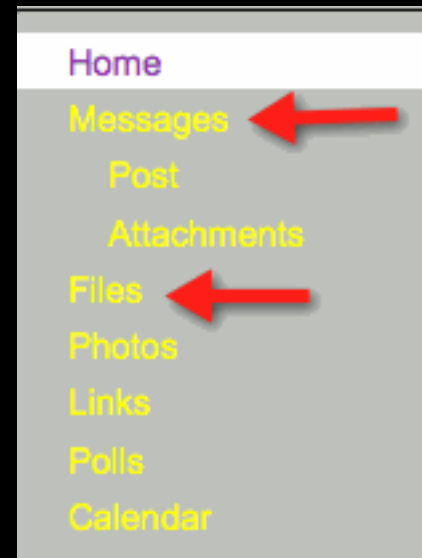 Home
Messages
Post
Attachments
Files
Photos
Links
Polls
Calendar